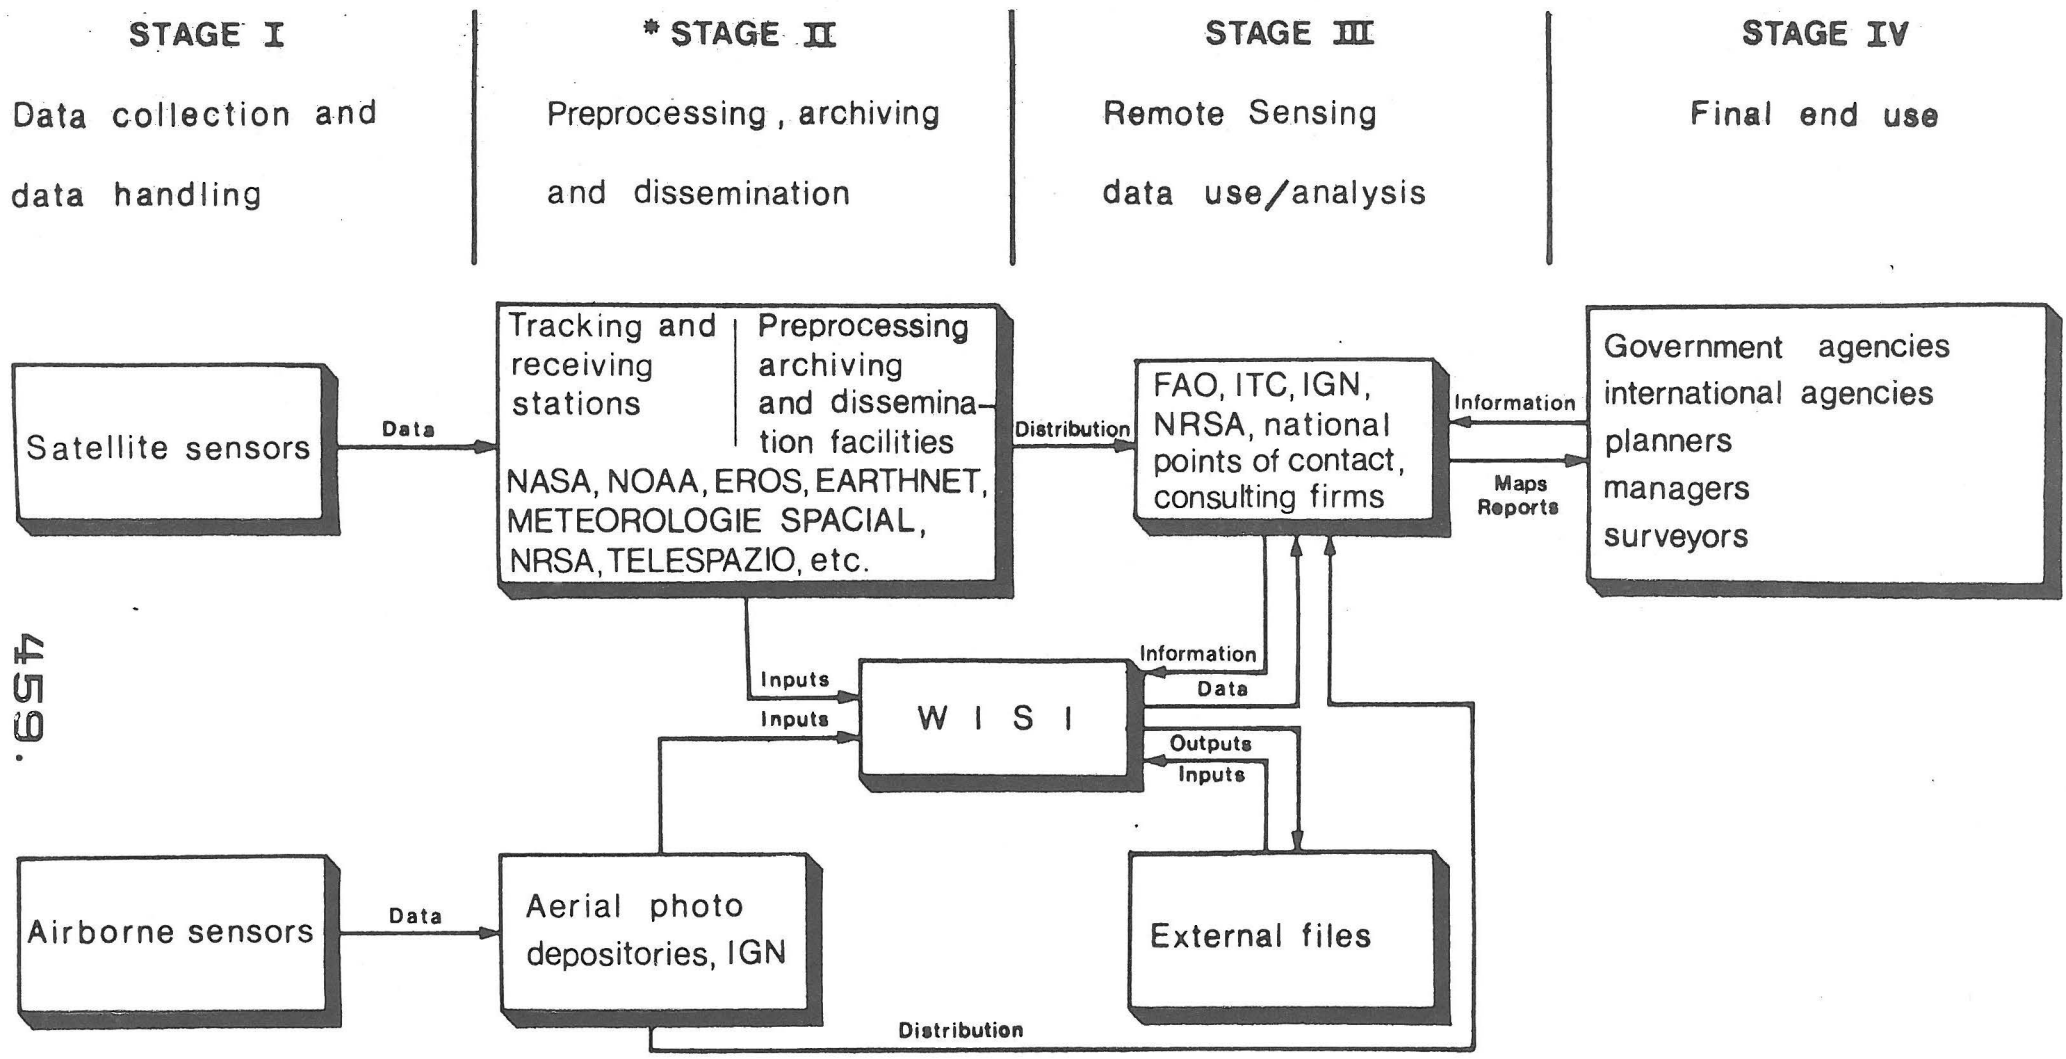 STAGE I
Data collection and
data handling
* STAGE II
Preprocessing, archiving
and dissemination
STAGE III
Remote Sensing
data use/analysis
STAGE IV
Final end use
Satellite sensors
Data
Tracking and
receiving
stations
Preprocessing
archiving
and dissemina-
tion facilities
NASA, NOAA, EROS, EARTHNET,
METEOROLOGIE SPACIAL,
NRSA, TELESPAZIO, etc.
Distribution
FAO, ITC, IGN,
NRSA, national
points of contact,
consulting firms
Information
Maps
Reports
Government agencies
international agencies
planners
managers
surveyors
Inputs
Inputs
W I S I
Information
Data
Outputs
Inputs
Airborne sensors
Data
Aerial photo
depositories, IGN
External files
Distribution
459.